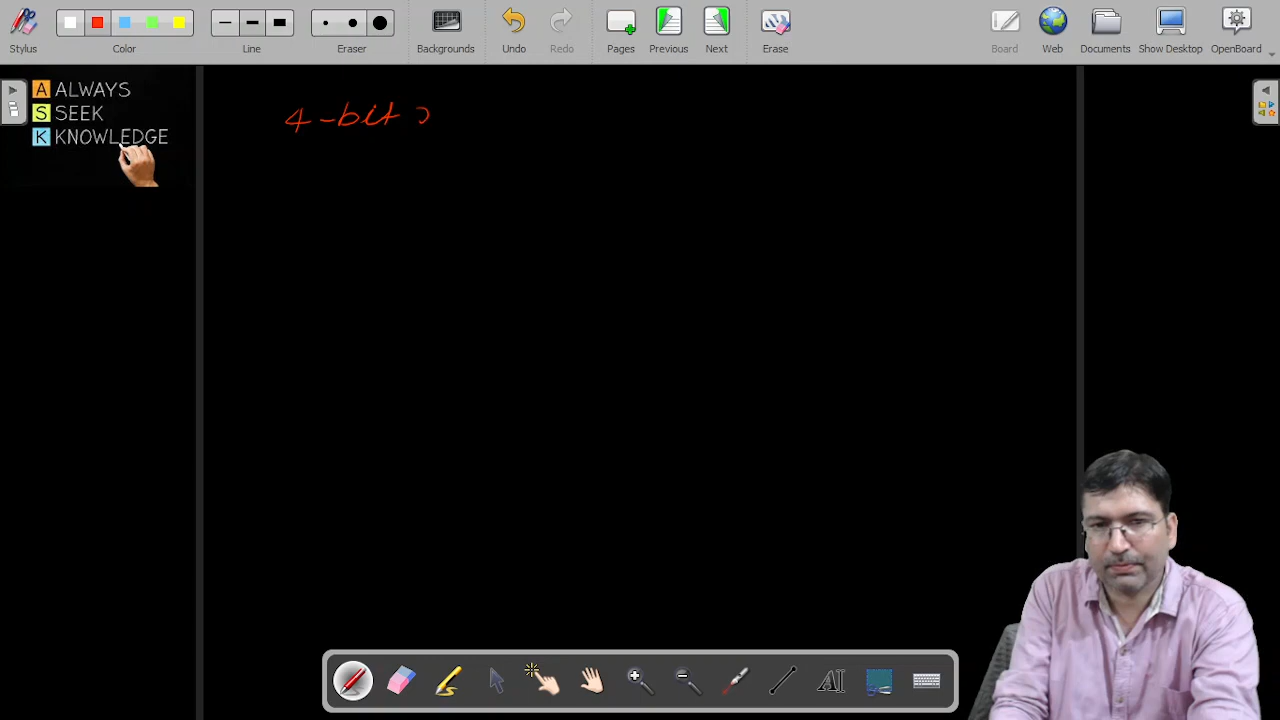 Stylus
Color
Line
Eraser
Backgrounds
Undo
Redo
Pages
Previous
Next
Erase
Board
Web
Documents
Show Desktop
OpenBoard
A ALWAYS
S SEEK
K KNOWLEDGE
4-bit
AI